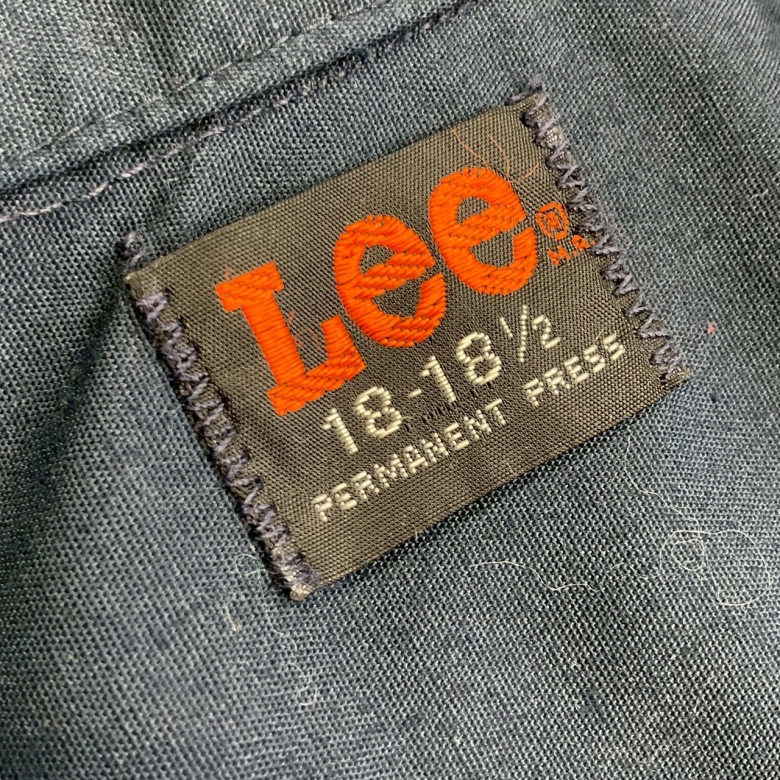 Lee ® M.R.
18-18 1/2
PERMANENT PRESS